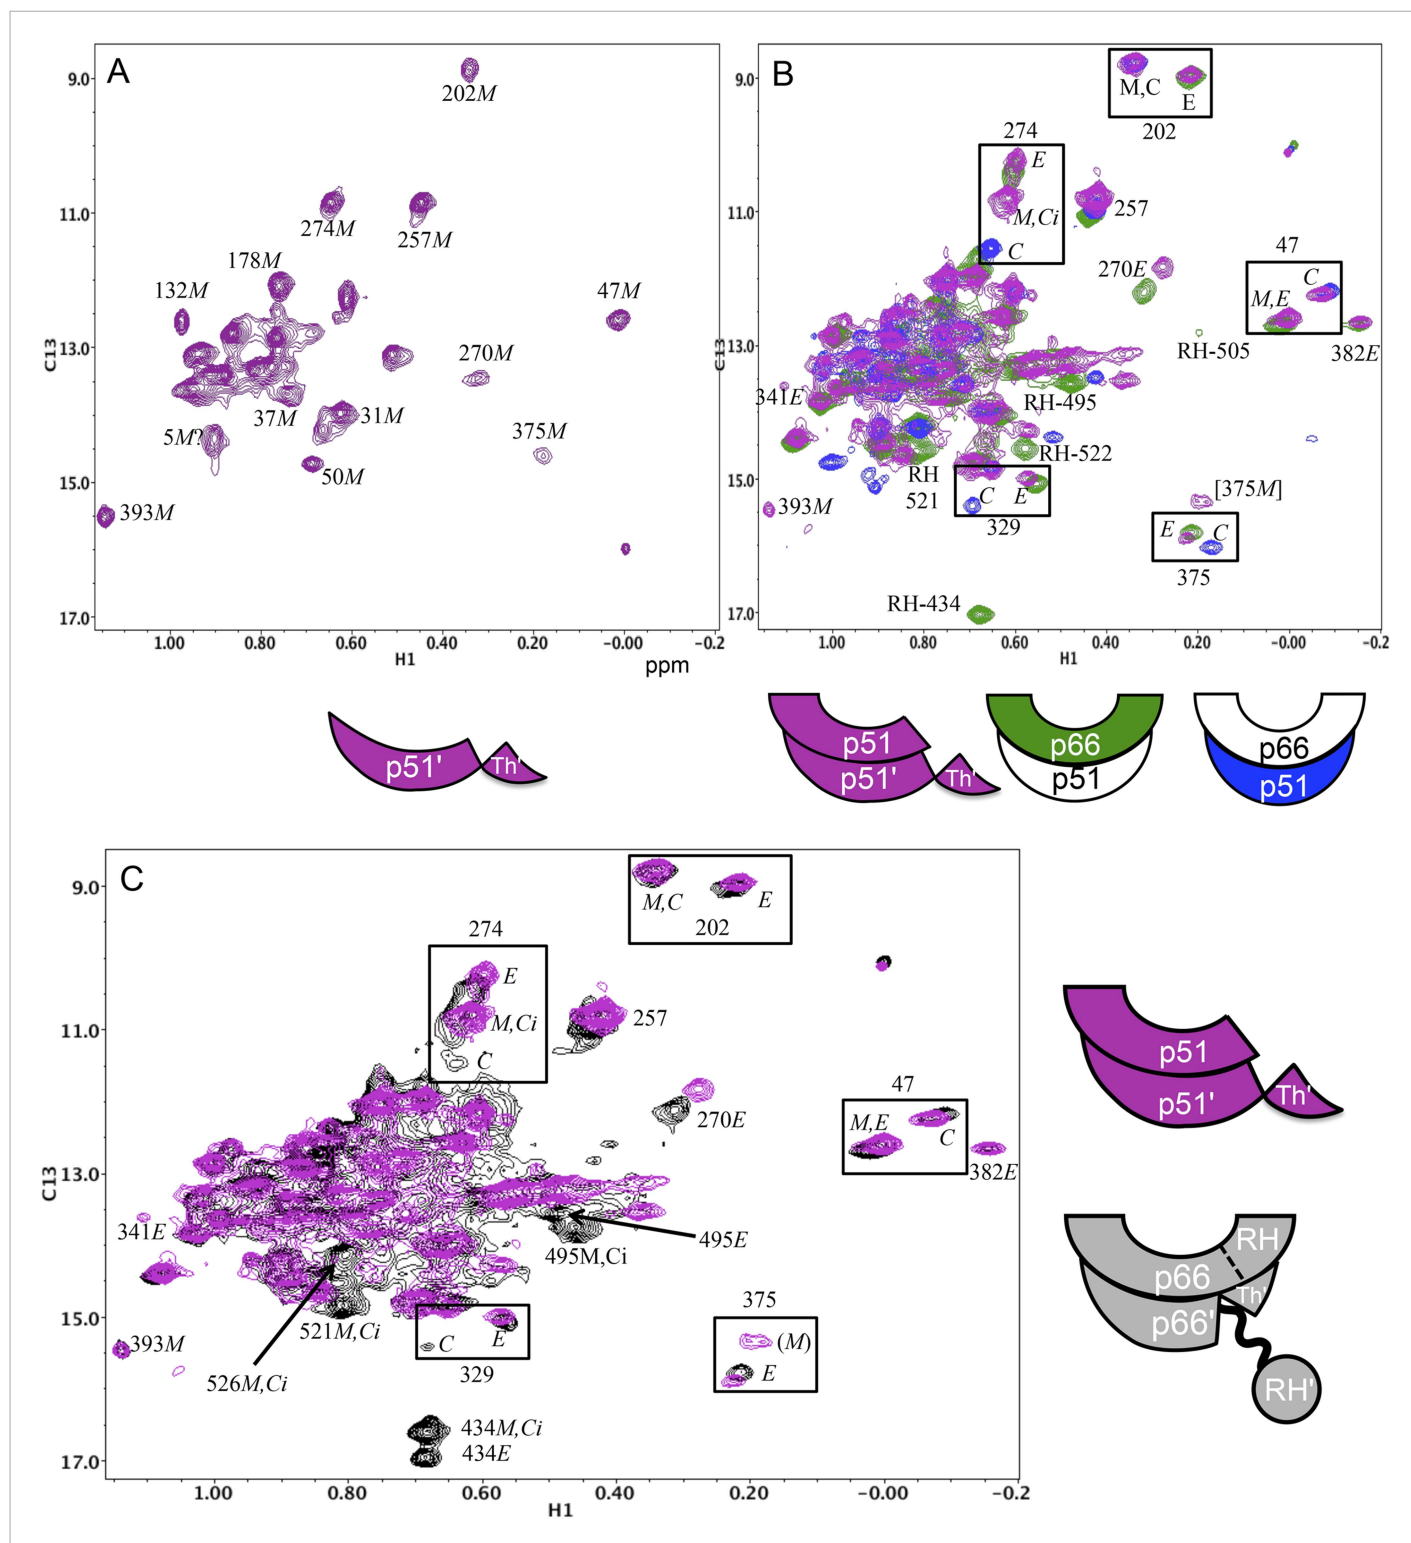 A
9.0
202M
11.0
274M
257M
178M
132M
47M
C13
13.0
270M
37M
31M
375M
5M?
50M
15.0
393M
17.0
1.00
0.80
0.60
0.40
0.20
−0.00
−0.2
H1
ppm
B
9.0
M,C
E
202
274
E
11.0
M,Ci
257
C
47
270E
C
M,E
C13
13.0
RH-505
382E
341E
RH-495
RH-522
RH
521
15.0
C
E
[375M]
393M
329
E
C
375
RH-434
17.0
1.00
0.80
0.60
0.40
0.20
−0.00
−0.2
H1
p51'
Th'
p51
p51'
Th'
p66
p51
p66
p51
C
9.0
M,C
E
202
274
E
11.0
M,Ci
257
C
47
270E
M,E
C
C13
13.0
382E
341E
495M,Ci
495E
375
15.0
521M,Ci
(M)
393M
C
E
E
526M,Ci
329
434M,Ci
434E
17.0
1.00
0.80
0.60
0.40
0.20
−0.00
−0.2
H1
p51
p51'
Th'
RH
p66
Th'
p66'
RH'